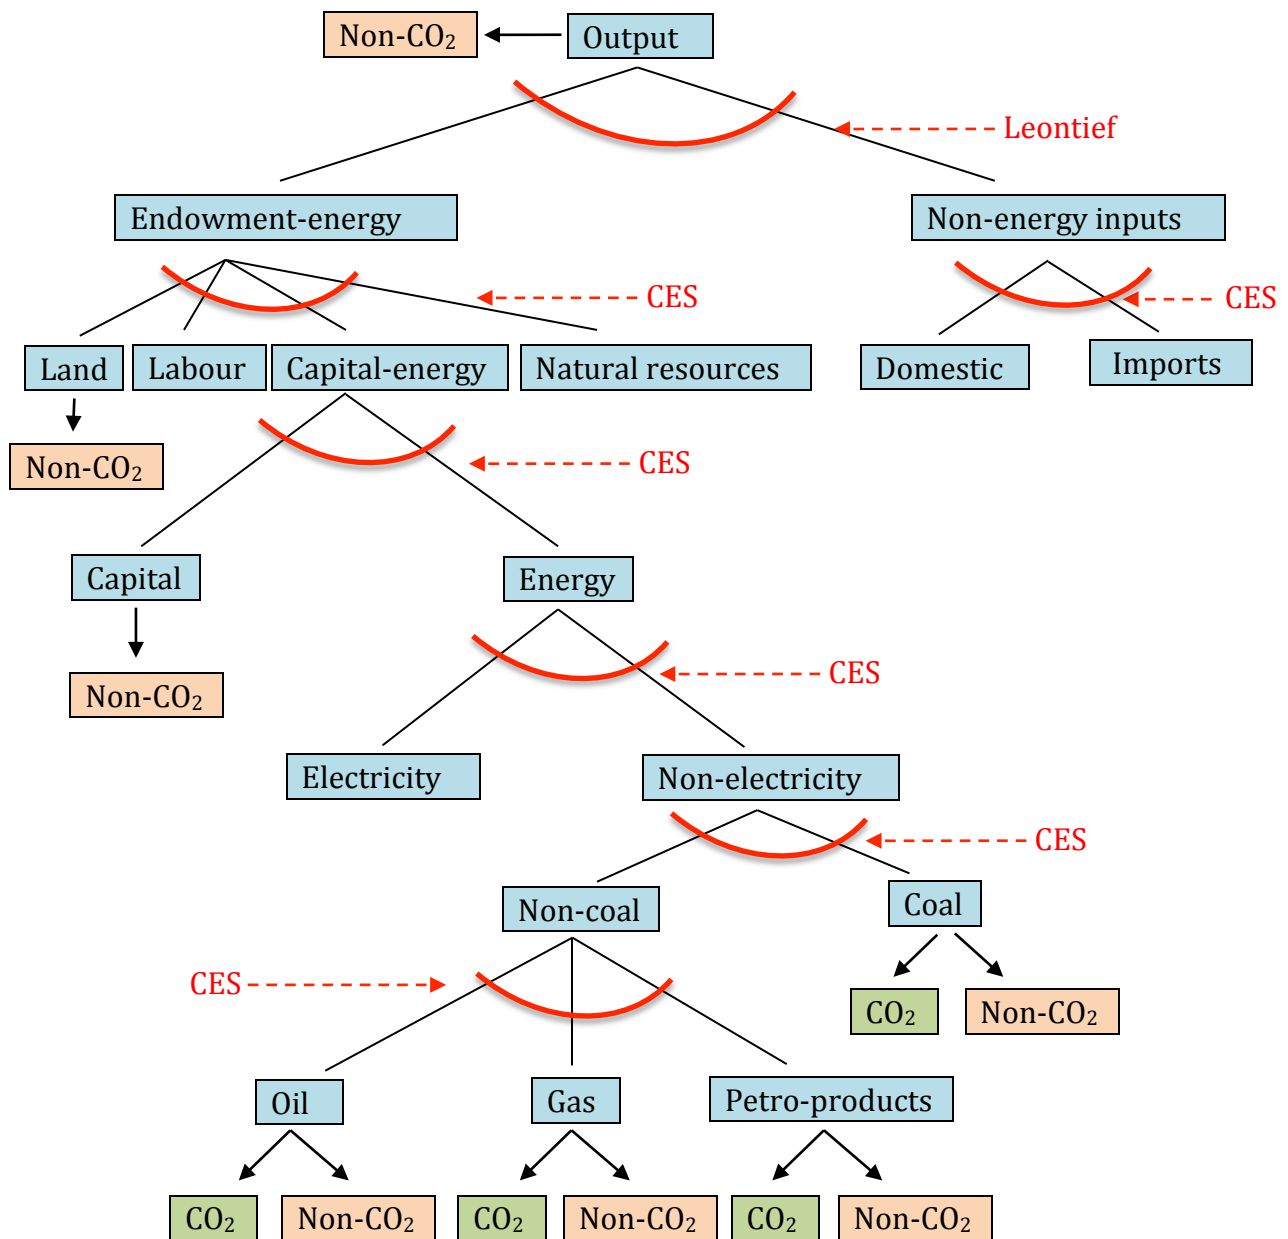 Non-CO₂
Output
Leontief
Endowment-energy
Non-energy inputs
CES
CES
Land
Labour
Capital-energy
Natural resources
Domestic
Imports
Non-CO₂
CES
Capital
Energy
Non-CO₂
CES
Electricity
Non-electricity
CES
Non-coal
Coal
CES
CO₂
Non-CO₂
Oil
Gas
Petro-products
CO₂
Non-CO₂
CO₂
Non-CO₂
CO₂
Non-CO₂